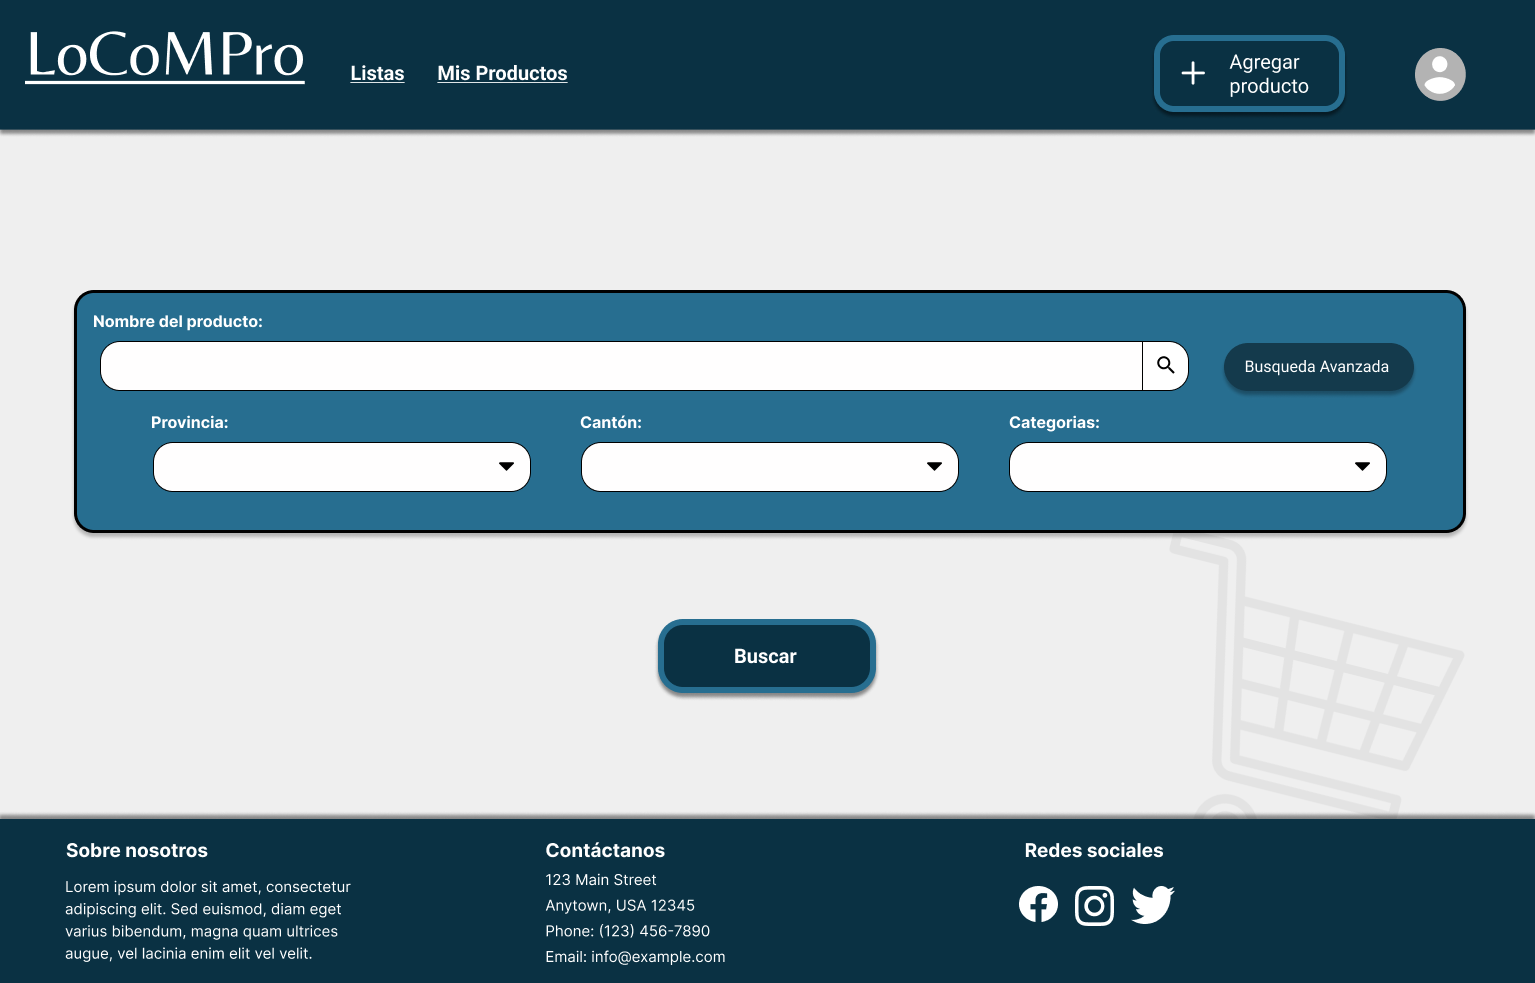 LoCoMPro
Listas
Mis Productos
Agregar
producto
Nombre del producto:
Busqueda Avanzada
Provincia:
Cantón:
Categorias:
Buscar
Sobre nosotros
Lorem ipsum dolor sit amet, consectetur
adipiscing elit. Sed euismod, diam eget
varius bibendum, magna quam ultrices
augue, vel lacinia enim elit vel velit.
Contáctanos
123 Main Street
Anytown, USA 12345
Phone: (123) 456-7890
Email: info@example.com
Redes sociales